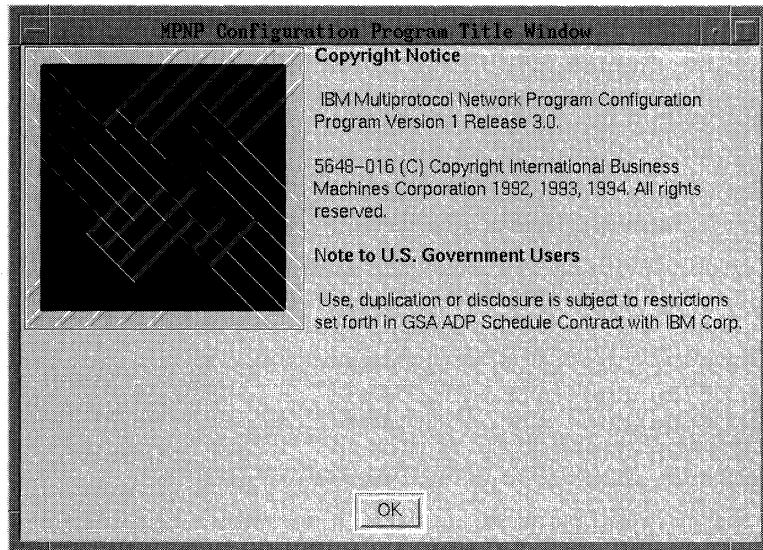 MPNP Configuration Program Title Window
Copyright Notice
IBM Multiprotocol Network Program Configuration
Program Version 1 Release 3.0.
5648-016 (C) Copyright International Business
Machines Corporation 1992, 1993, 1994. All rights
reserved.
Note to U.S. Government Users
Use, duplication or disclosure is subject to restrictions
set forth in GSA ADP Schedule Contract with IBM Corp.
OK